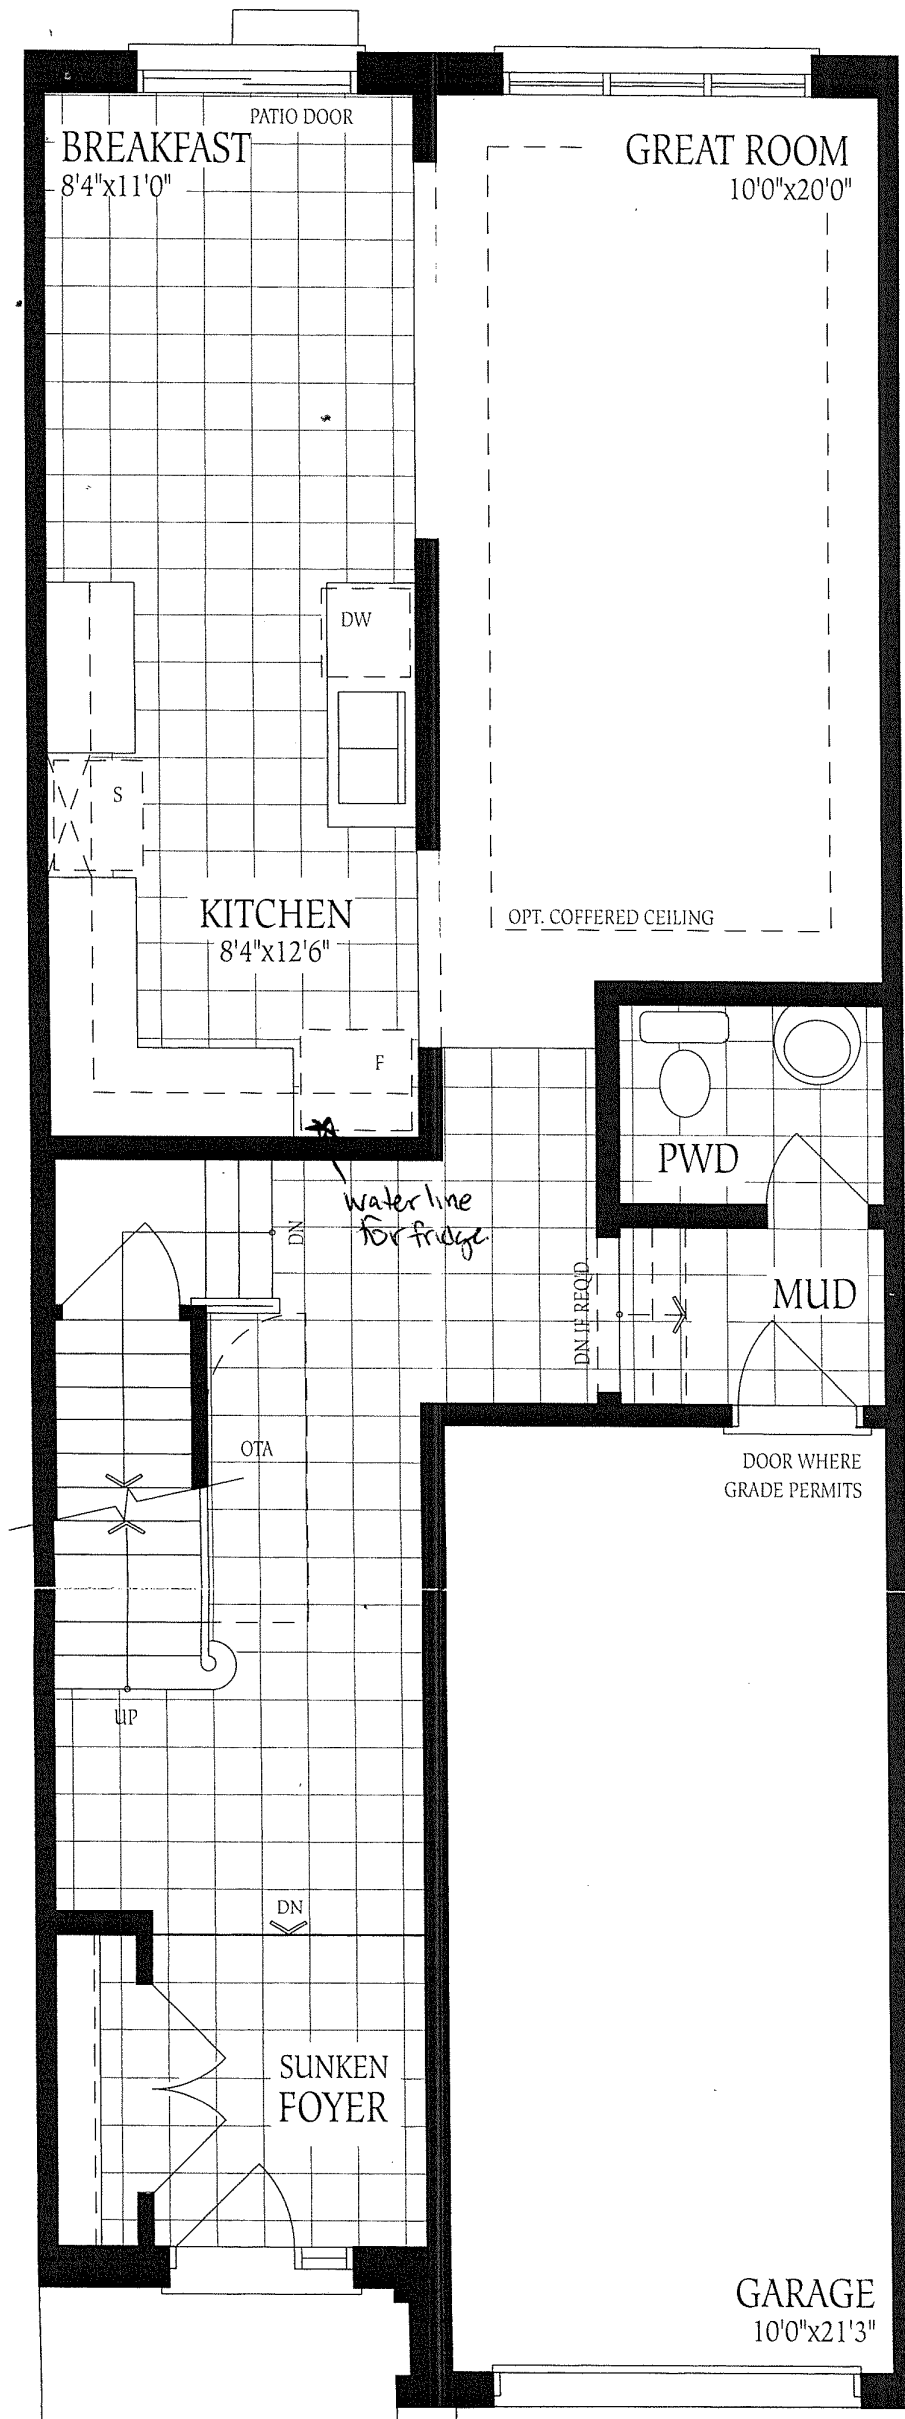 PATIO DOOR
BREAKFAST
8'4"x11'0"
GREAT ROOM
10'0"x20'0"
DW
S
KITCHEN
8'4"x12'6"
OPT. COFFERED CEILING
F
PWD
water line
for fridge
DN
DN IF REQ'D
MUD
OTA
DOOR WHERE
GRADE PERMITS
UP
DN
SUNKEN
FOYER
GARAGE
10'0"x21'3"